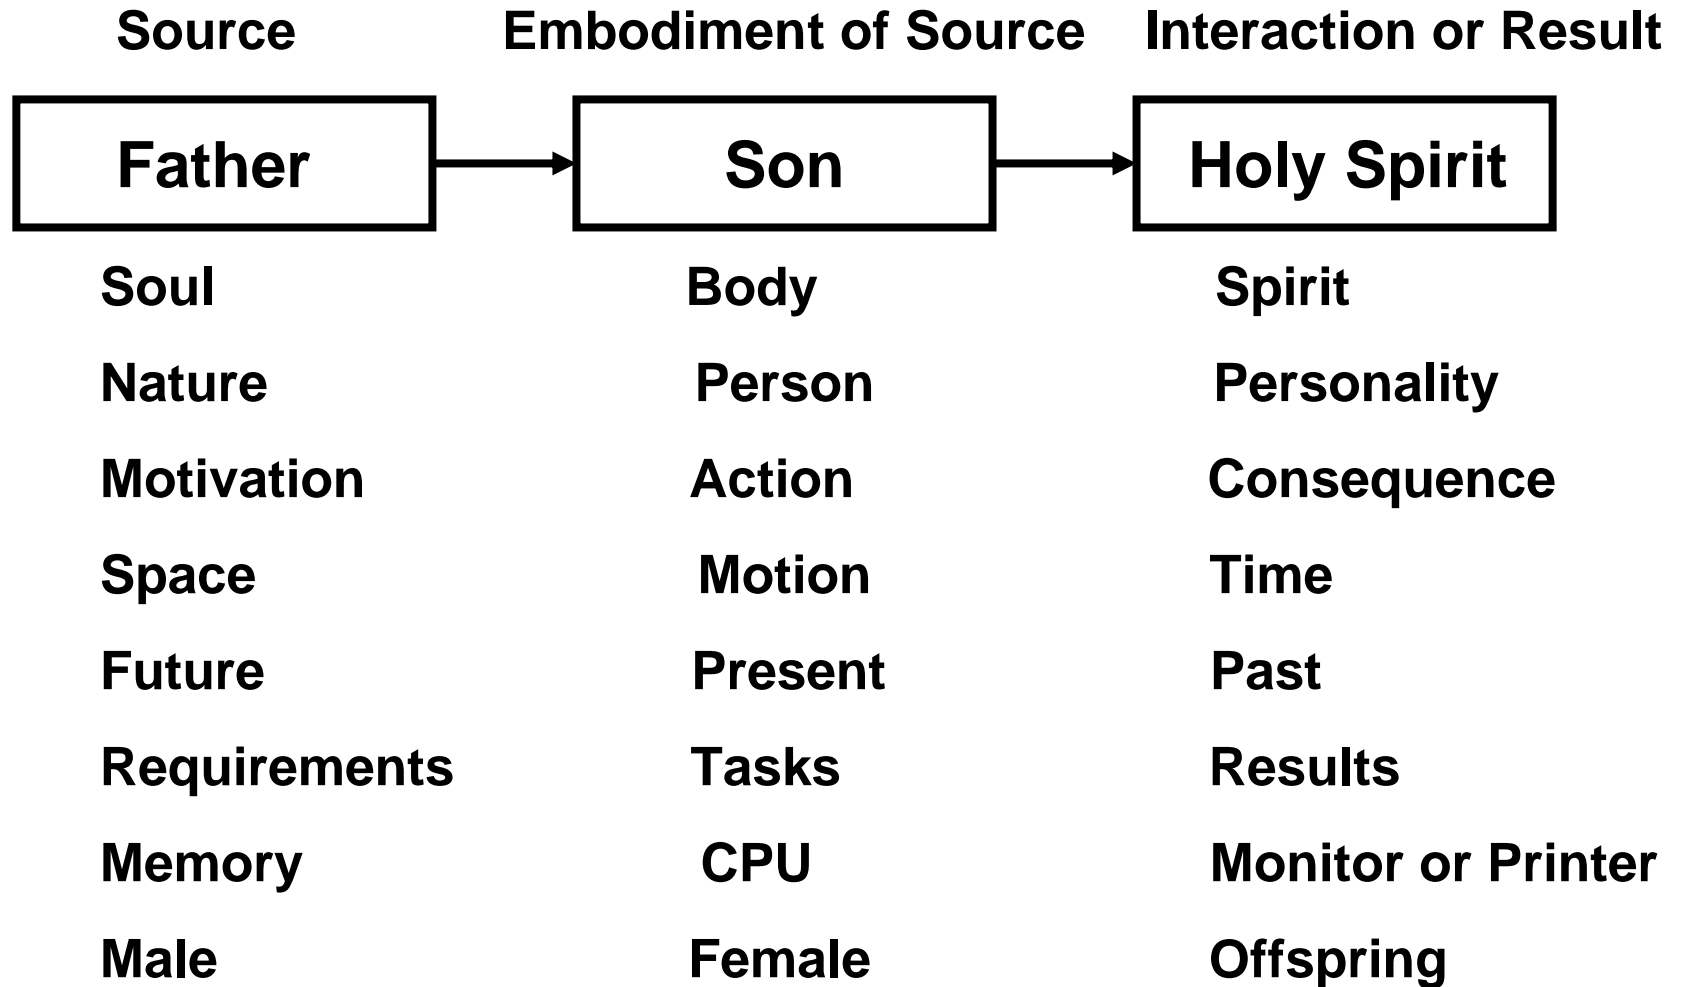 Source Embodiment of Source Interaction or Result
Father Son Holy Spirit
Soul Body Spirit
Nature Person Personality
Motivation Action Consequence
Space Motion Time
Future Present Past
Requirements Tasks Results
Memory CPU Monitor or Printer
Male Female Offspring